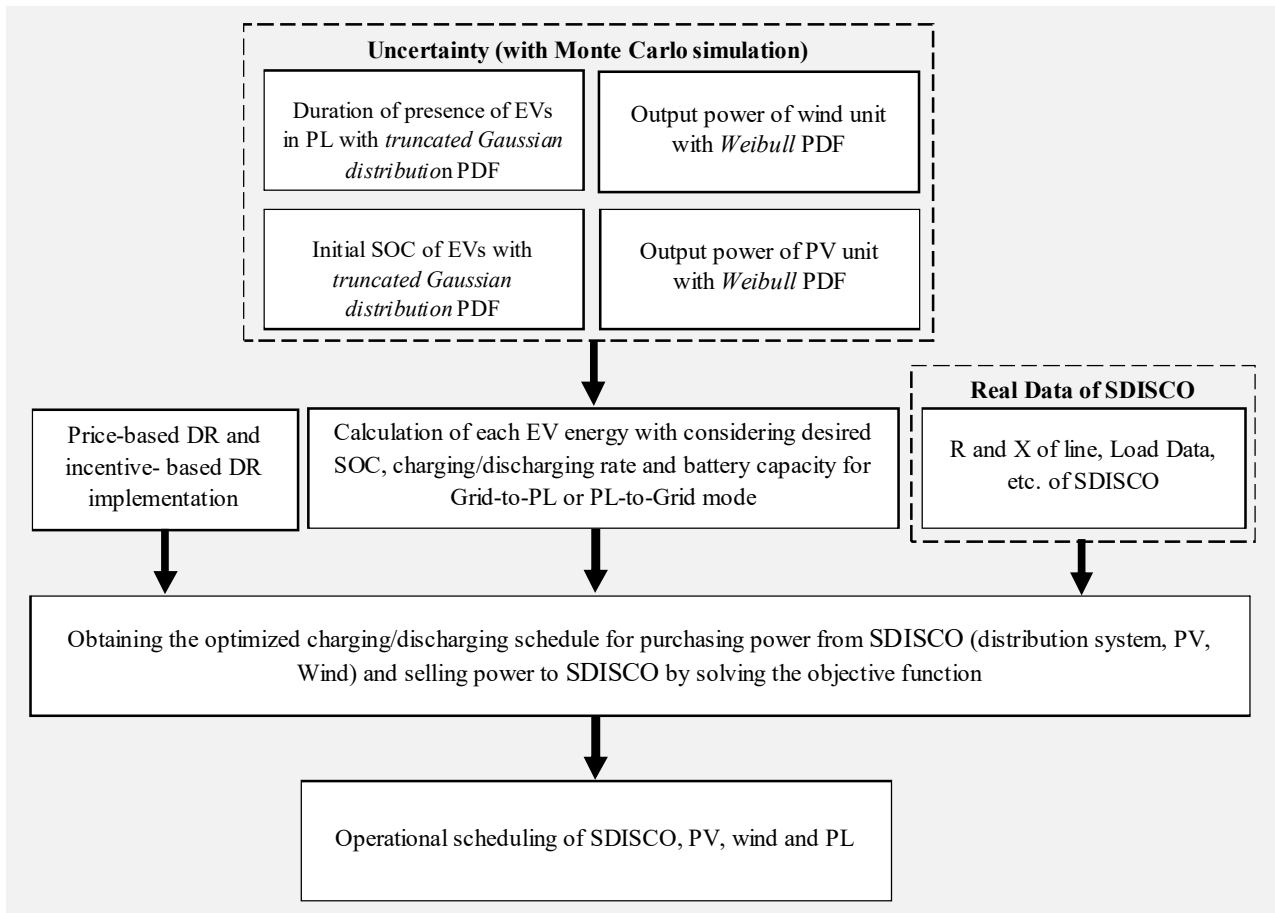 Uncertainty (with Monte Carlo simulation)
Duration of presence of EVs
in PL with truncated Gaussian
distribution PDF
Output power of wind unit
with Weibull PDF
Initial SOC of EVs with
truncated Gaussian
distribution PDF
Output power of PV unit
with Weibull PDF
Price-based DR and
incentive- based DR
implementation
Calculation of each EV energy with considering desired
SOC, charging/discharging rate and battery capacity for
Grid-to-PL or PL-to-Grid mode
Real Data of SDISCO
R and X of line, Load Data,
etc. of SDISCO
Obtaining the optimized charging/discharging schedule for purchasing power from SDISCO (distribution system, PV,
Wind) and selling power to SDISCO by solving the objective function
Operational scheduling of SDISCO, PV, wind and PL